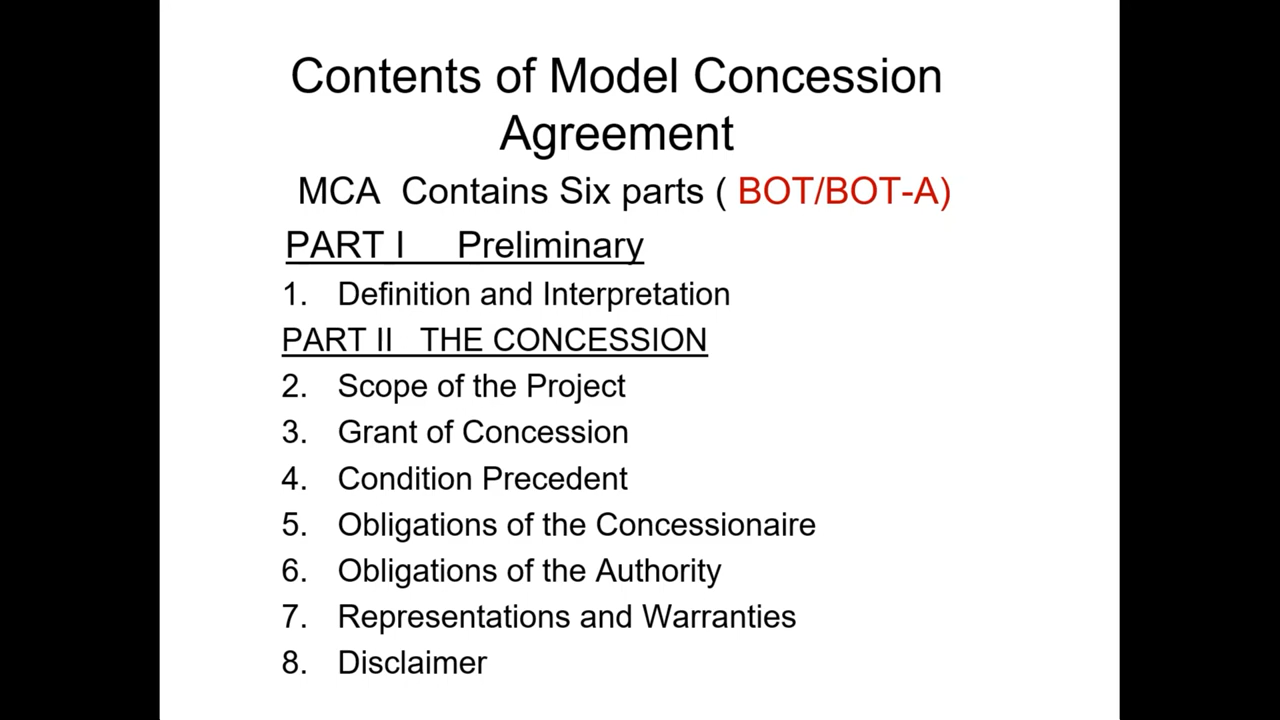 Contents of Model Concession
Agreement
MCA Contains Six parts ( BOT/BOT-A)
PART I Preliminary
1. Definition and Interpretation
PART II THE CONCESSION
2. Scope of the Project
3. Grant of Concession
4. Condition Precedent
5. Obligations of the Concessionaire
6. Obligations of the Authority
7. Representations and Warranties
8. Disclaimer